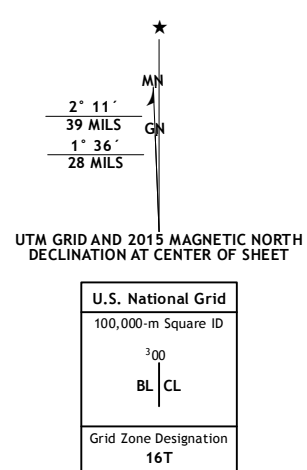 ★
MN
2° 11´
39 MILS
GN
1° 36´
28 MILS
UTM GRID AND 2015 MAGNETIC NORTH
DECLINATION AT CENTER OF SHEET
U.S. National Grid
100,000-m Square ID
³00
BL CL
Grid Zone Designation
16T